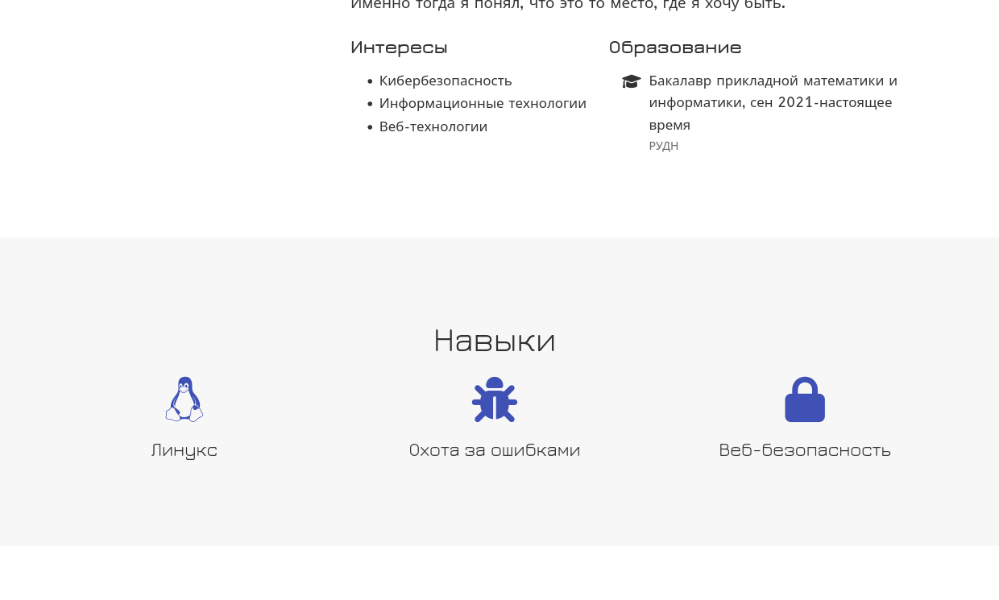 Именно тогда я понял, что это то место, где я хочу быть.
Интересы
Кибербезопасность
Информационные технологии
Веб-технологии
Образование
Бакалавр прикладной математики и
информатики, сен 2021-настоящее
время
РУДН
Навыки
Линукс
Охота за ошибками
Веб-безопасность